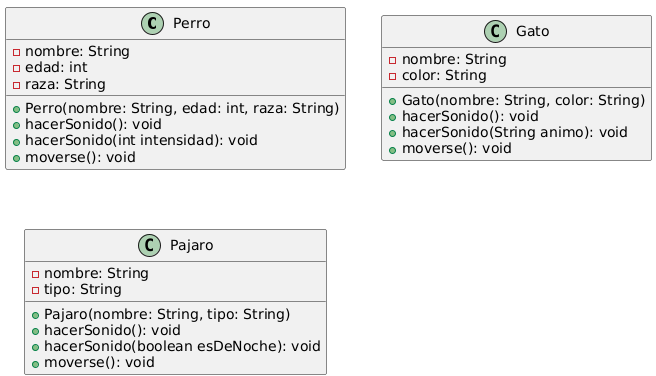 C Perro
nombre: String
edad: int
raza: String
Perro(nombre: String, edad: int, raza: String)
hacerSonido(): void
hacerSonido(int intensidad): void
moverse(): void
C Gato
nombre: String
color: String
Gato(nombre: String, color: String)
hacerSonido(): void
hacerSonido(String animo): void
moverse(): void
C Pajaro
nombre: String
tipo: String
Pajaro(nombre: String, tipo: String)
hacerSonido(): void
hacerSonido(boolean esDeNoche): void
moverse(): void